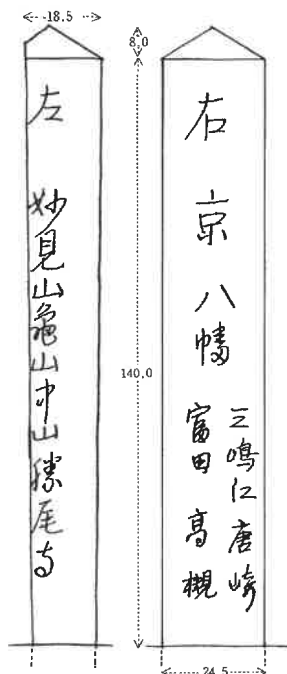 18.5
8.0
右 京 八幡
三嶋江唐崎
富田高槻
140.0
左 妙見山龜山中山勝尾寺
24.5